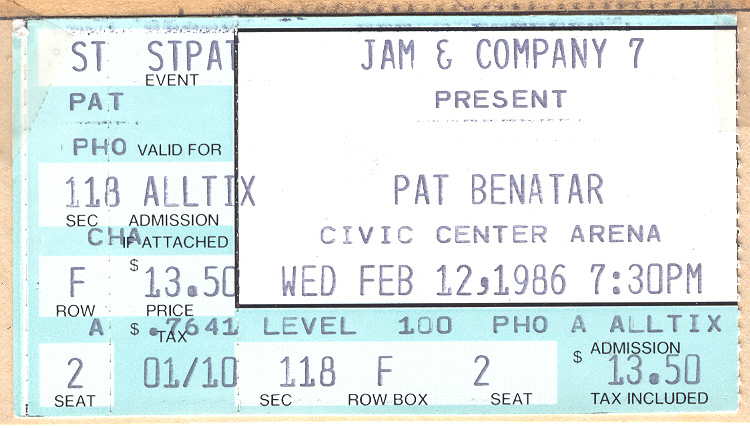 ST STPAT JAM & COMPANY 7
EVENT
PAT PRESENT
PHO VALID FOR
118 ALLTIX PAT BENATAR
SEC ADMISSION
CHA IF ATTACHED CIVIC CENTER ARENA
F $ 13.50 WED FEB 12, 1986 7:30PM
ROW PRICE
A $ .7641 LEVEL 100 PHO A ALLTIX
TAX
2 01/10 118 F 2 $ ADMISSION 13.50
SEAT SEC ROW BOX SEAT TAX INCLUDED